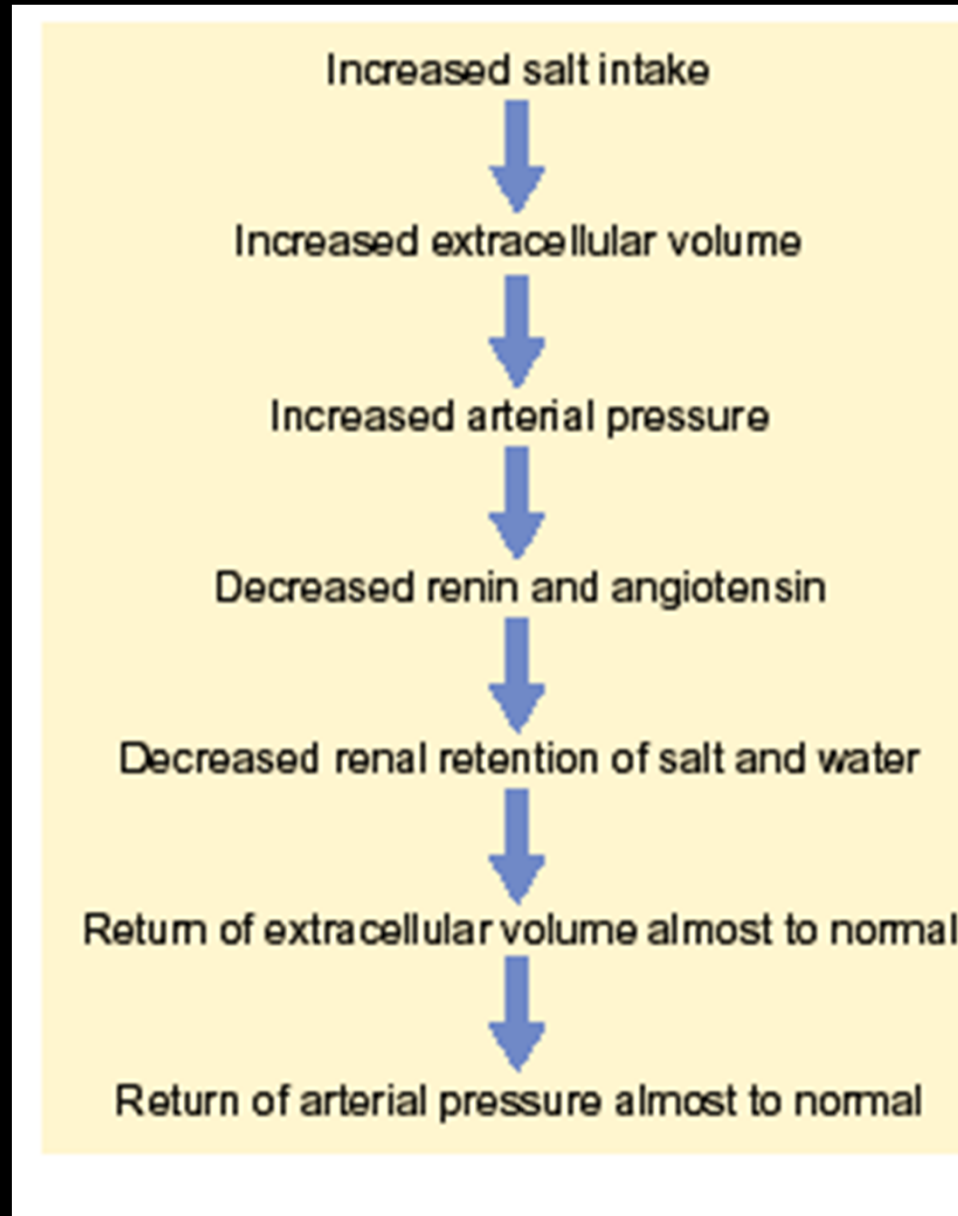 Increased salt intake
Increased extracellular volume
Increased arterial pressure
Decreased renin and angiotensin
Decreased renal retention of salt and water
Return of extracellular volume almost to normal
Return of arterial pressure almost to normal